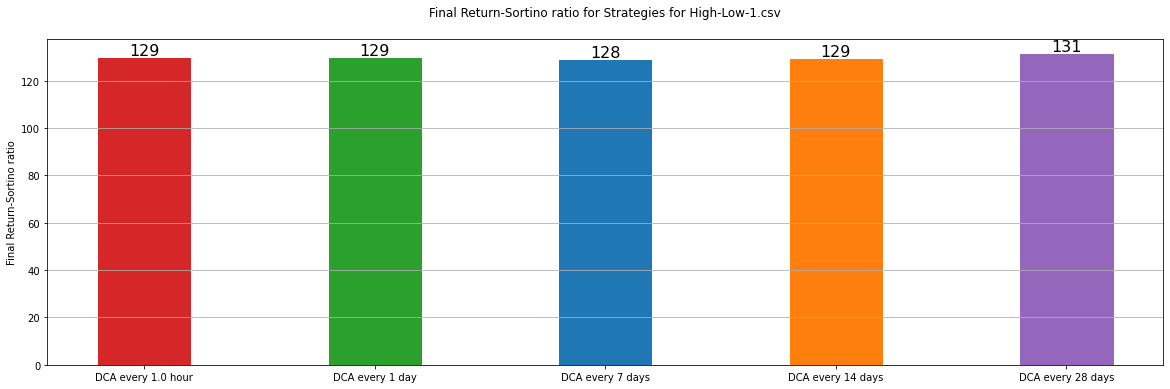 Final Return-Sortino ratio for Strategies for High-Low-1.csv
129
129
128
129
131
Final Return-Sortino ratio
120
100
80
60
40
20
0
DCA every 1.0 hour
DCA every 1 day
DCA every 7 days
DCA every 14 days
DCA every 28 days